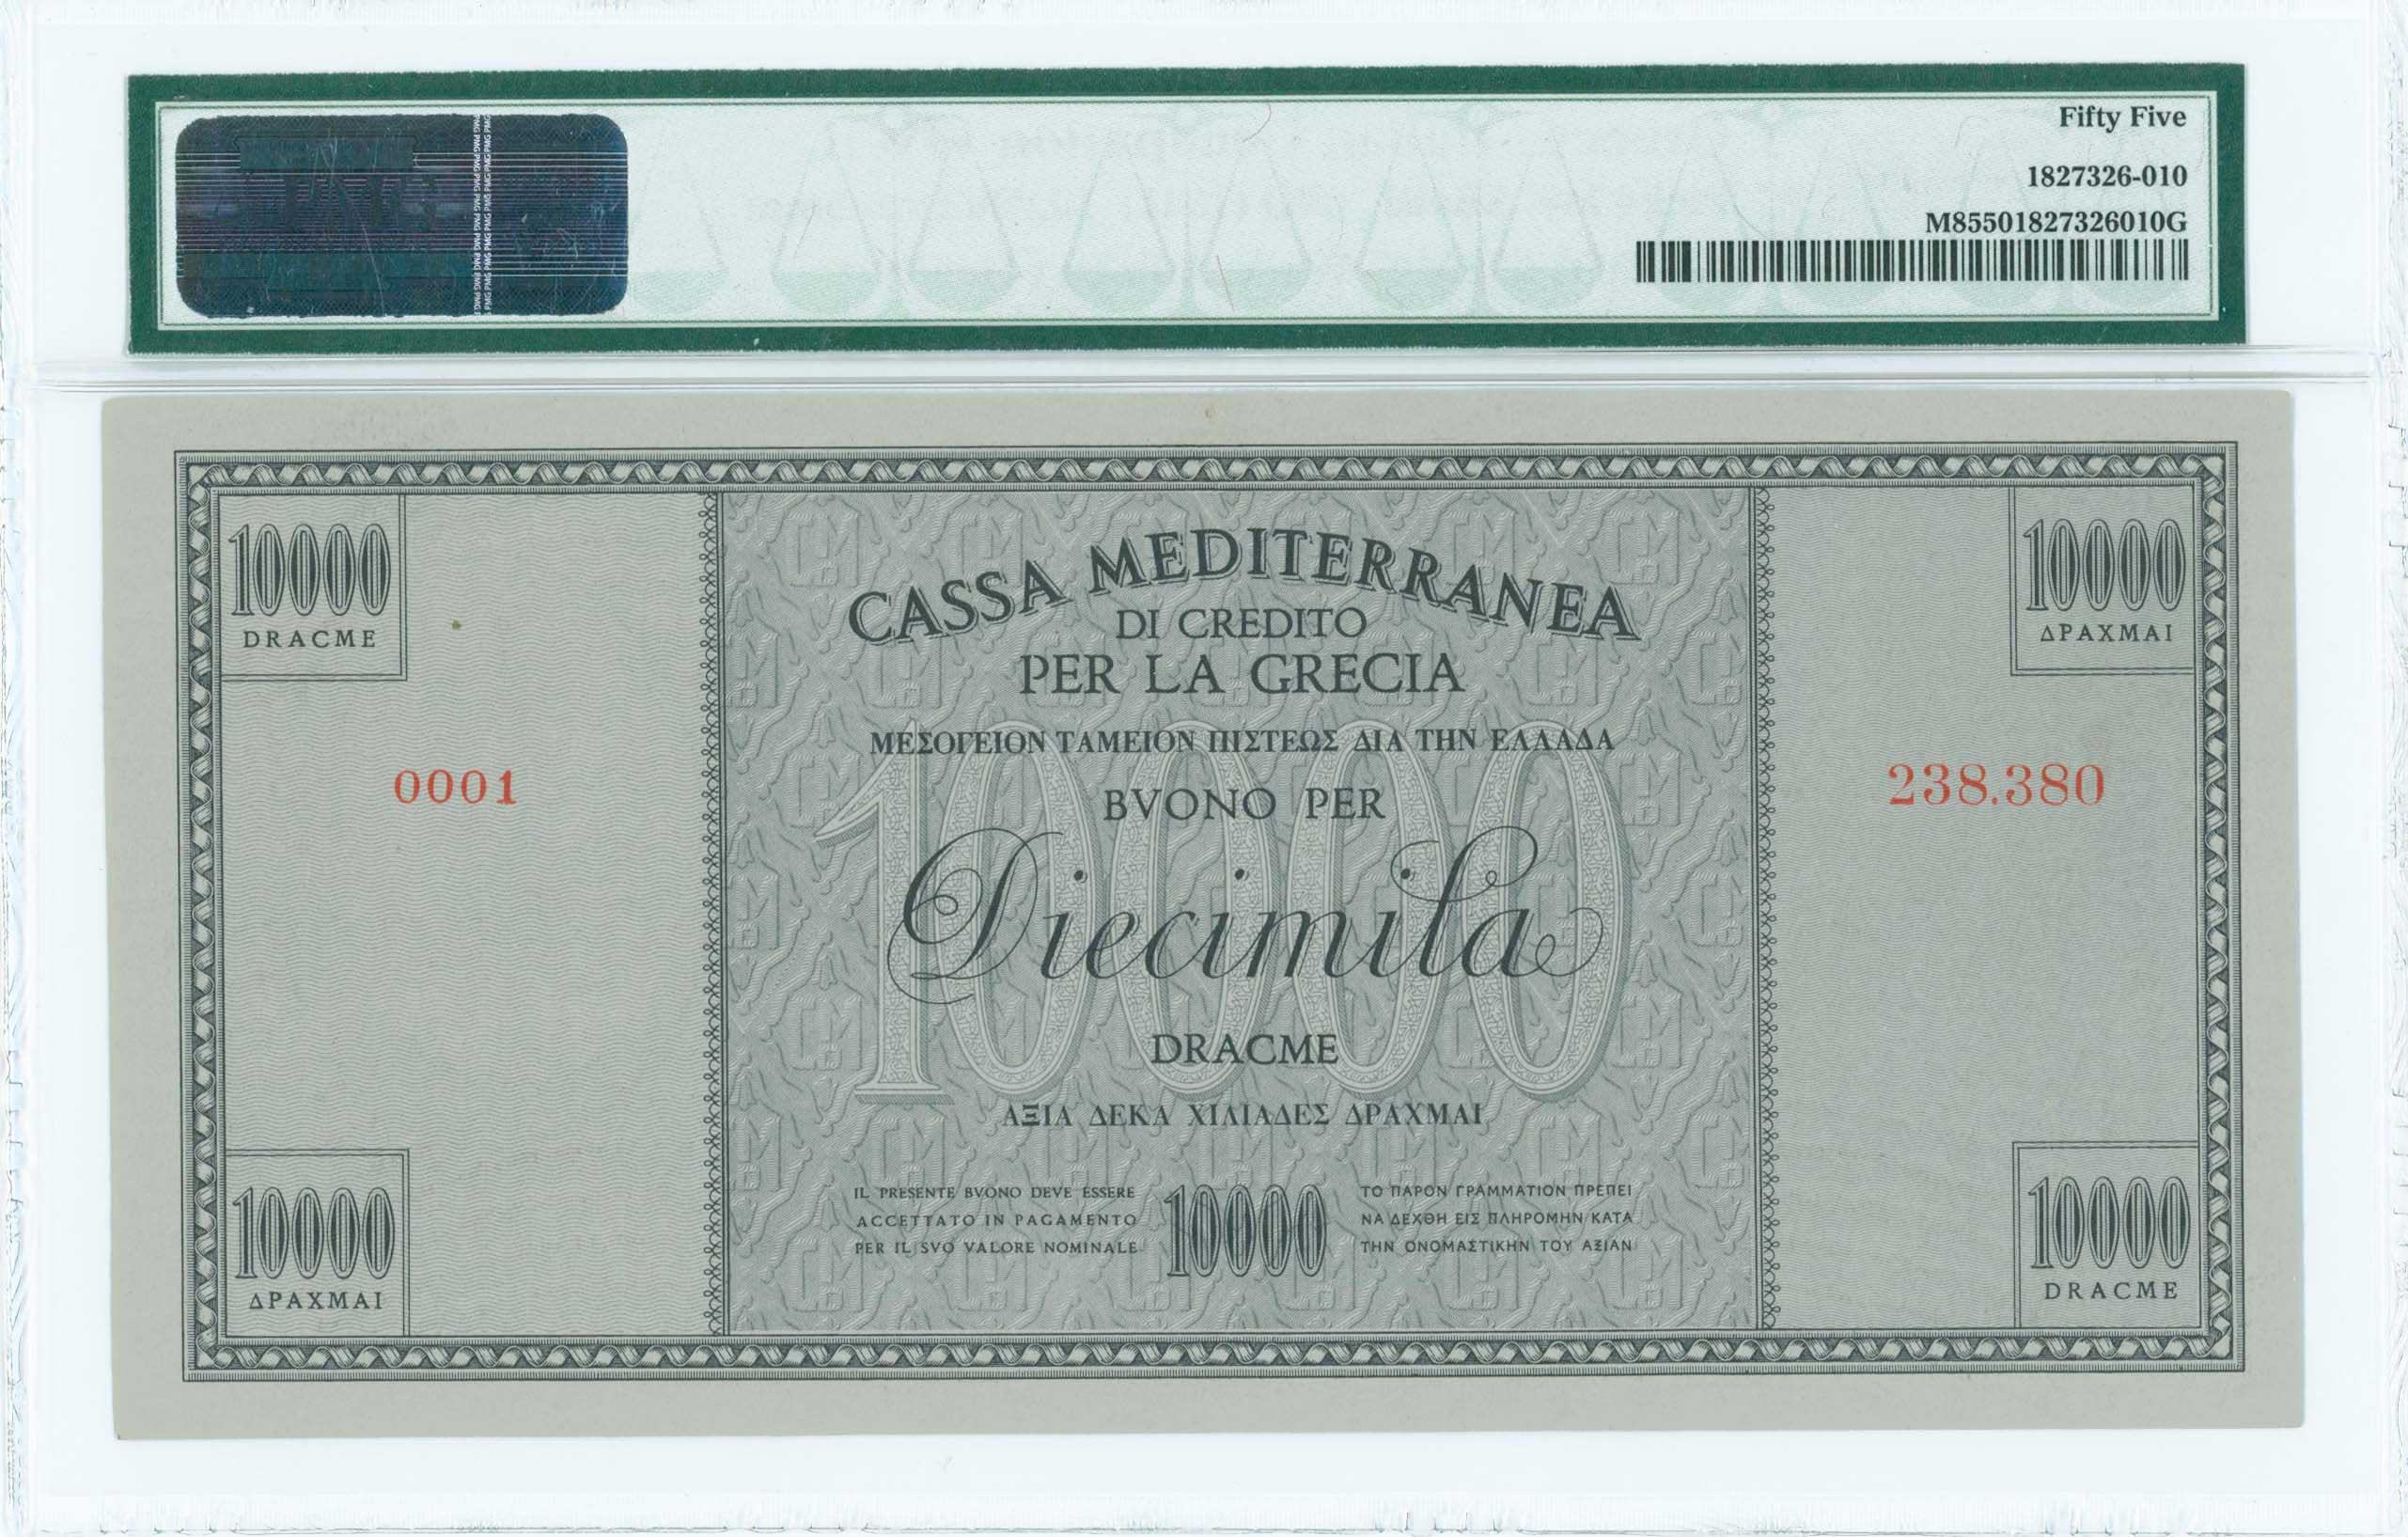 Fifty Five
1827326-010
M85501827326010G
10000
DRACME
10000
ΔΡΑΧΜΑΙ
CASSA MEDITERRANEA
DI CREDITO
PER LA GRECIA
ΜΕΣΟΓΕΙΟΝ ΤΑΜΕΙΟΝ ΠΙΣΤΕΩΣ ΔΙΑ ΤΗΝ ΕΛΛΑΔΑ
0001
238.380
BVONO PER
10000
Diecimila
DRACME
ΑΞΙΑ ΔΕΚΑ ΧΙΛΙΑΔΕΣ ΔΡΑΧΜΑΙ
IL PRESENTE BVONO DEVE ESSERE
ACCETTATO IN PAGAMENTO
PER IL SVO VALORE NOMINALE
10000
ΤΟ ΠΑΡΟΝ ΓΡΑΜΜΑΤΙΟΝ ΠΡΕΠΕΙ
ΝΑ ΔΕΧΘΗ ΕΙΣ ΠΛΗΡΟΜΗΝ ΚΑΤΑ
ΤΗΝ ΟΝΟΜΑΣΤΙΚΗΝ ΤΟΥ ΑΞΙΑΝ
10000
ΔΡΑΧΜΑΙ
10000
DRACME